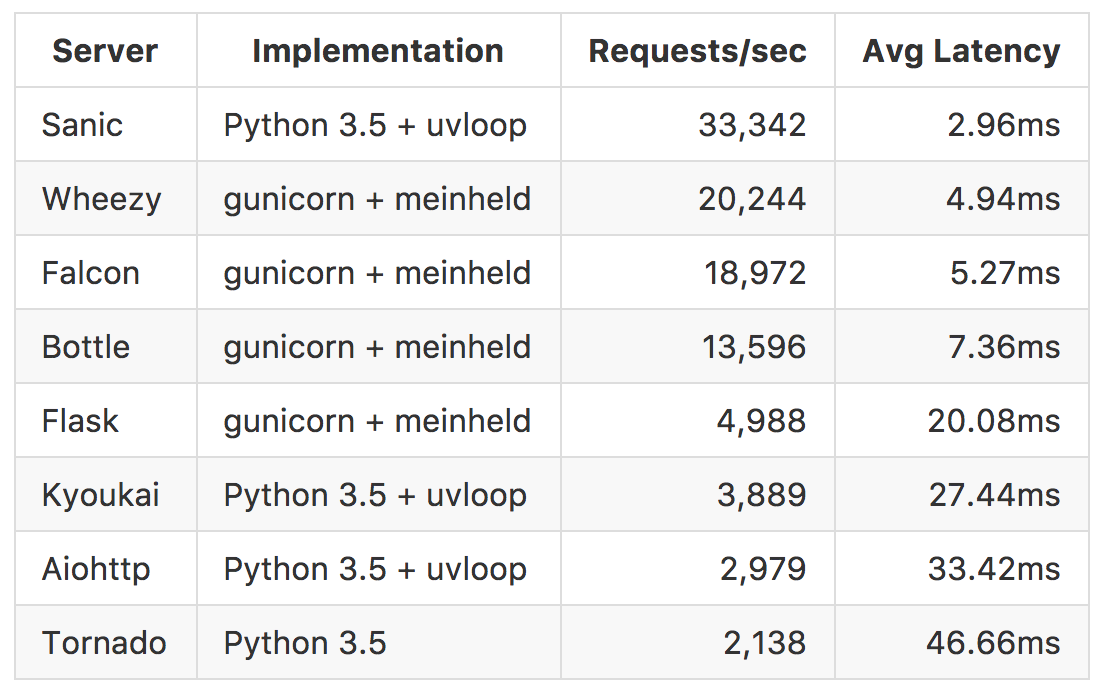 Server Implementation Requests/sec Avg Latency
Sanic Python 3.5 + uvloop 33,342 2.96ms
Wheezy gunicorn + meinheld 20,244 4.94ms
Falcon gunicorn + meinheld 18,972 5.27ms
Bottle gunicorn + meinheld 13,596 7.36ms
Flask gunicorn + meinheld 4,988 20.08ms
Kyoukai Python 3.5 + uvloop 3,889 27.44ms
Aiohttp Python 3.5 + uvloop 2,979 33.42ms
Tornado Python 3.5 2,138 46.66ms